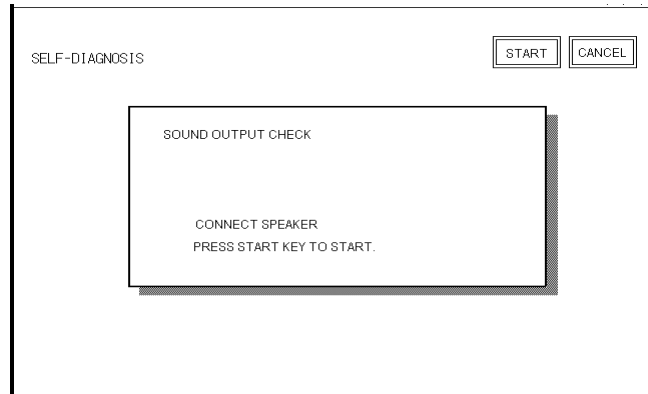 SELF-DIAGNOSIS
START
CANCEL
SOUND OUTPUT CHECK
CONNECT SPEAKER
PRESS START KEY TO START.